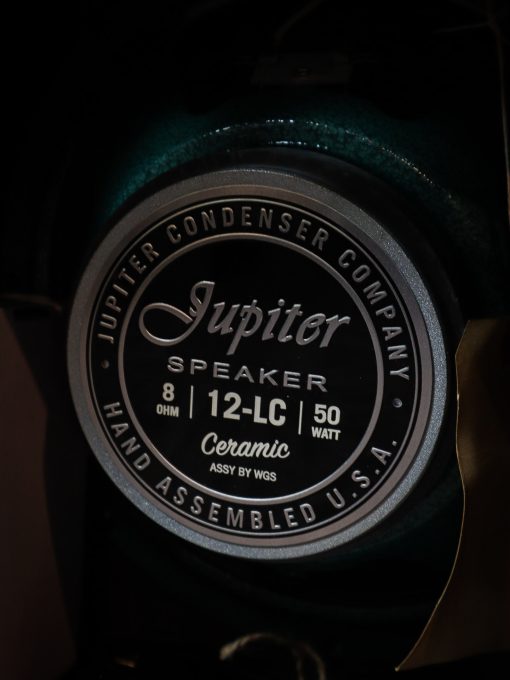 JUPITER CONDENSER COMPANY
Jupiter
SPEAKER
8 OHM | 12-LC | 50 WATT
Ceramic
ASSY BY WGS
HAND ASSEMBLED U.S.A.